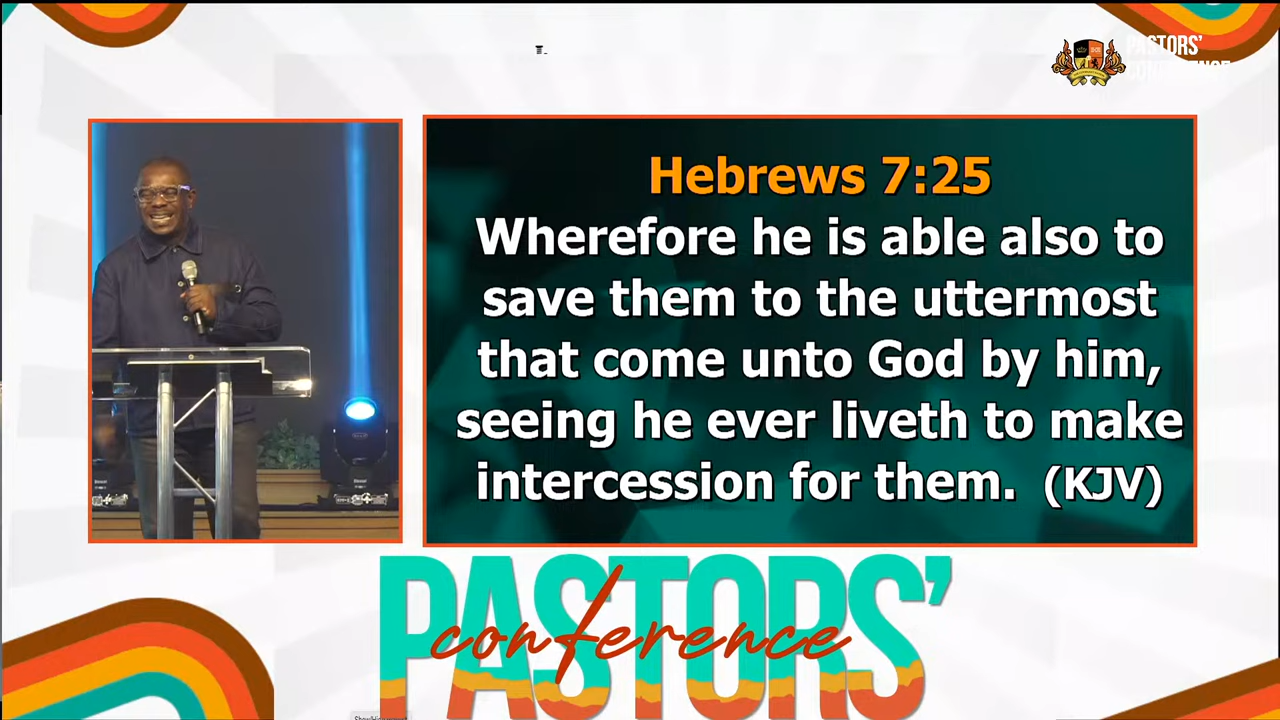 PASTORS'
CONFERENCE
Hebrews 7:25
Wherefore he is able also to
save them to the uttermost
that come unto God by him,
seeing he ever liveth to make
intercession for them. (KJV)
PASTORS'
conference